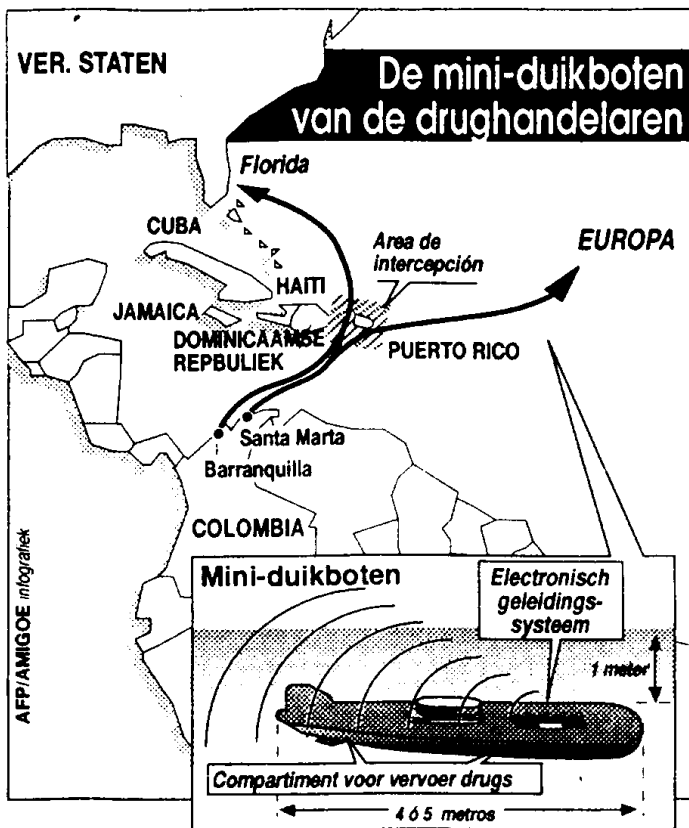 VER. STATEN
De mini-duikboten
van de drughandelaren
Florida
CUBA
Area de
intercepción
EUROPA
HAITI
JAMAICA
DOMINICAAMSE
REPBULIEK
PUERTO RICO
Santa Marta
Barranquilla
COLOMBIA
AFP/AMIGOE infografiek
Mini-duikboten
Electronisch
geleidings-
systeem
1 meter
Compartiment voor vervoer drugs
4 ó 5 metros